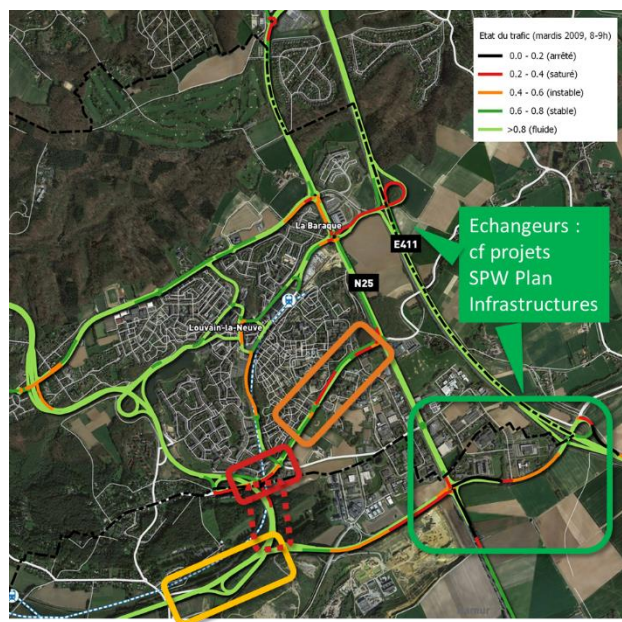 Etat du trafic (mardis 2009, 8-9h)
0.0 - 0.2 (arrêté)
0.2 - 0.4 (saturé)
0.4 - 0.6 (instable)
0.6 - 0.8 (stable)
>0.8 (fluide)
La Baraque
E411
Echangeurs :
cf projets
SPW Plan
Infrastructures
N25
Louvain-la-Neuve
Namur